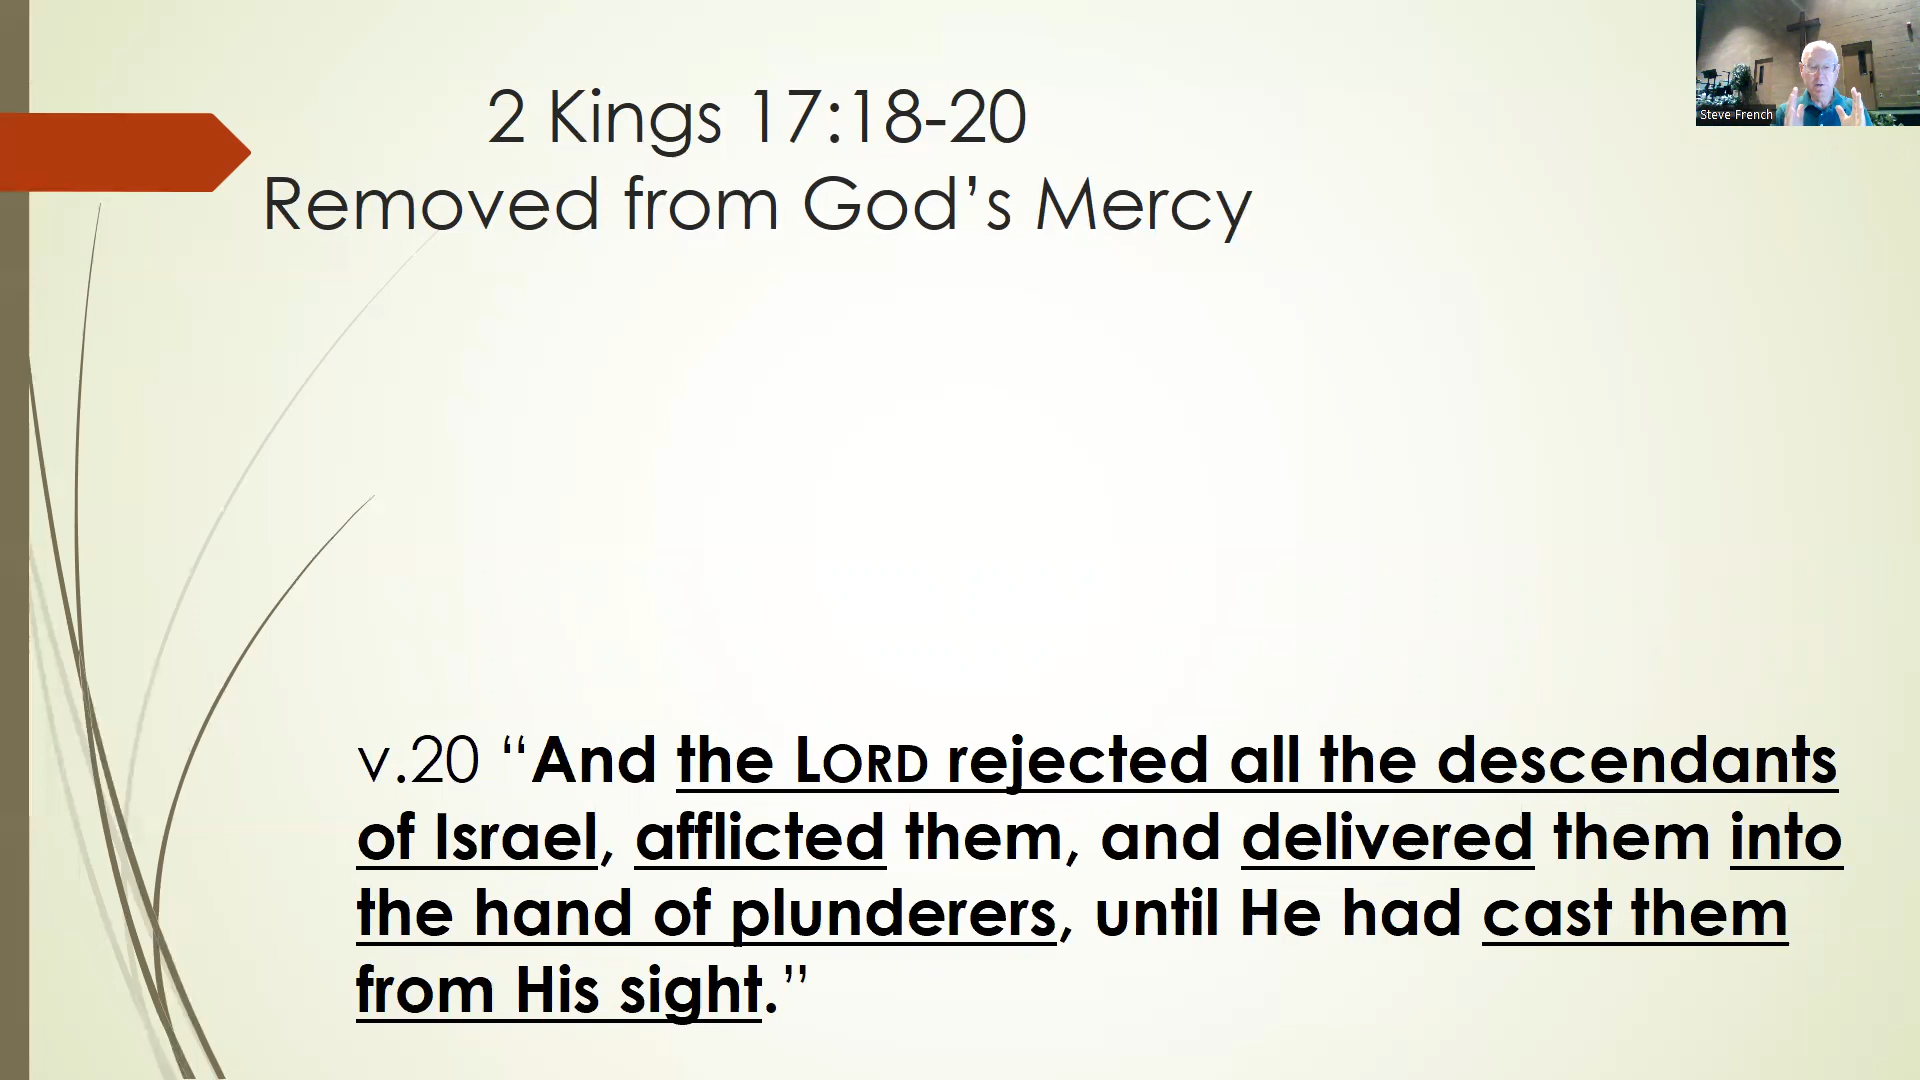 2 Kings 17:18-20
Removed from God’s Mercy
Steve French
v.20 “And the LORD rejected all the descendants
of Israel, afflicted them, and delivered them into
the hand of plunderers, until He had cast them
from His sight.”